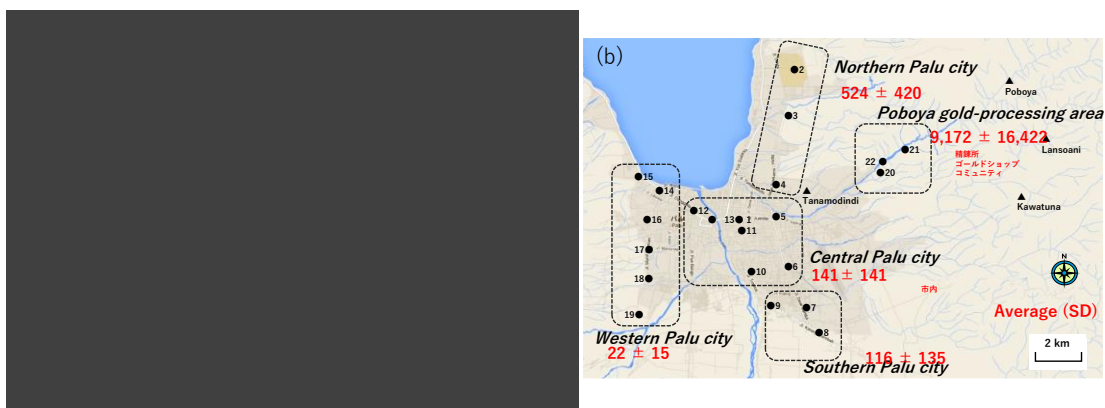 (b)
Northern Palu city
524 ± 420
Poboya
Poboya gold-processing area
9,172 ± 16,422
精錬所
ゴールドショップ
コミュニティ
Lansoani
Kawatuna
Tanamodindi
2
3
4
21
22
20
15
14
16
17
18
19
12
13
1
11
5
10
6
9
7
8
Central Palu city
141 ± 141
市内
N
Average (SD)
2 km
Western Palu city
22 ± 15
116 ± 135
Southern Palu city